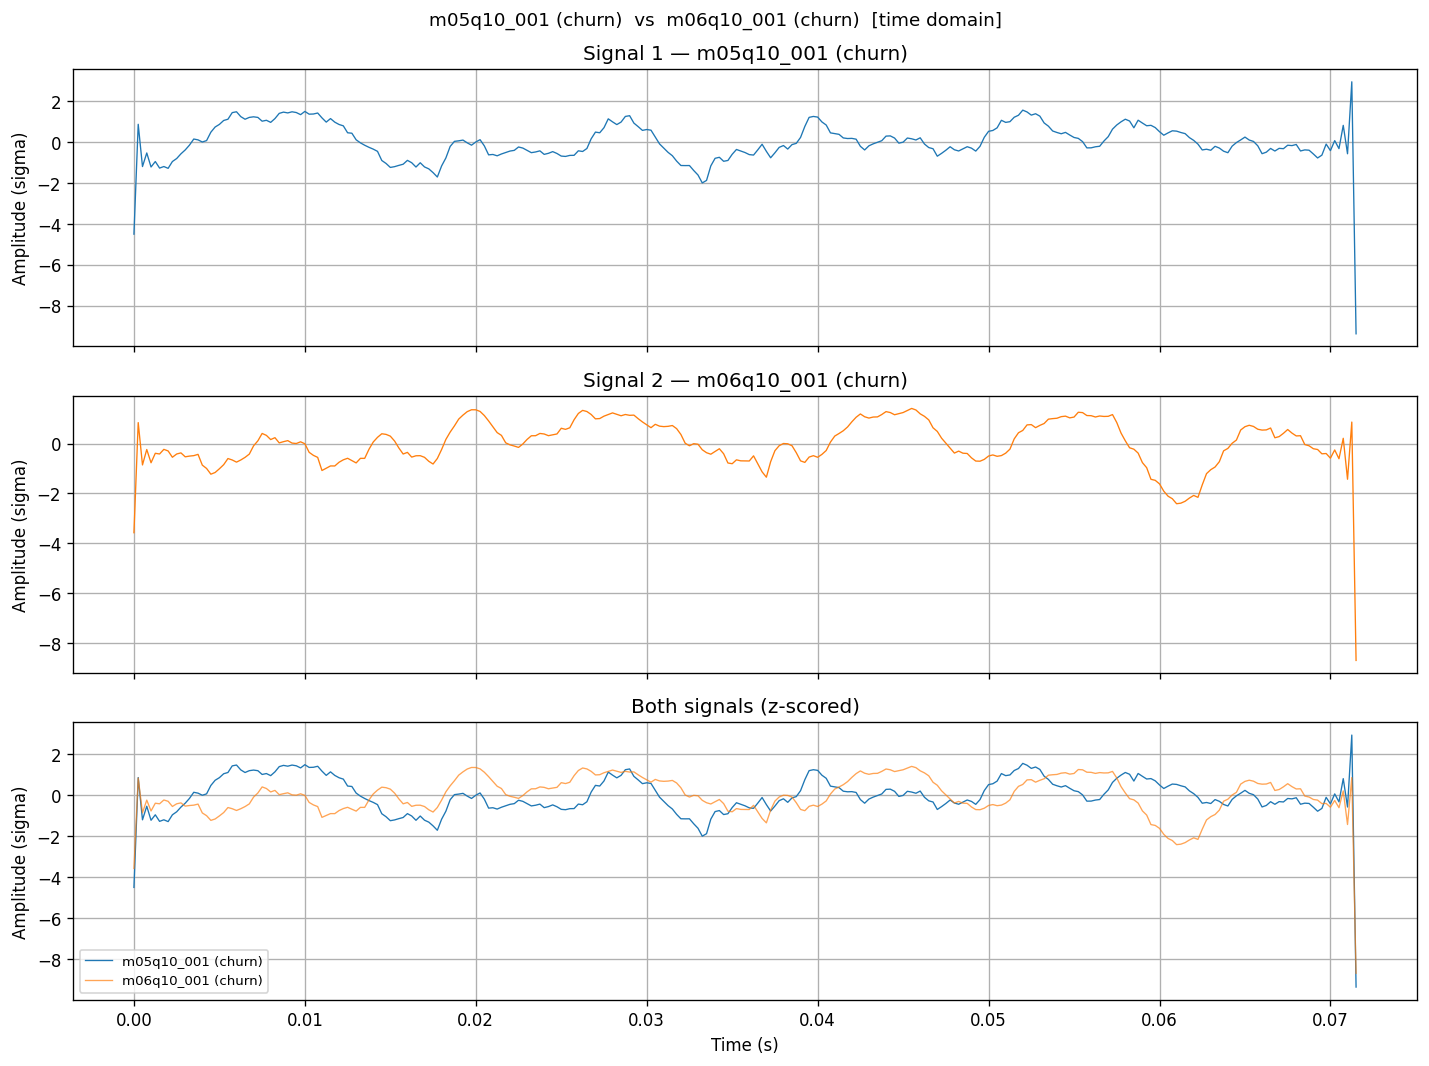 m05q10_001 (churn)  vs  m06q10_001 (churn)  [time domain]
Signal 1 — m05q10_001 (churn)
2
0
−2
−4
−6
−8
Amplitude (sigma)
Signal 2 — m06q10_001 (churn)
0
−2
−4
−6
−8
Amplitude (sigma)
Both signals (z-scored)
2
0
−2
−4
−6
−8
Amplitude (sigma)
m05q10_001 (churn)
m06q10_001 (churn)
0.00 0.01 0.02 0.03 0.04 0.05 0.06 0.07
Time (s)